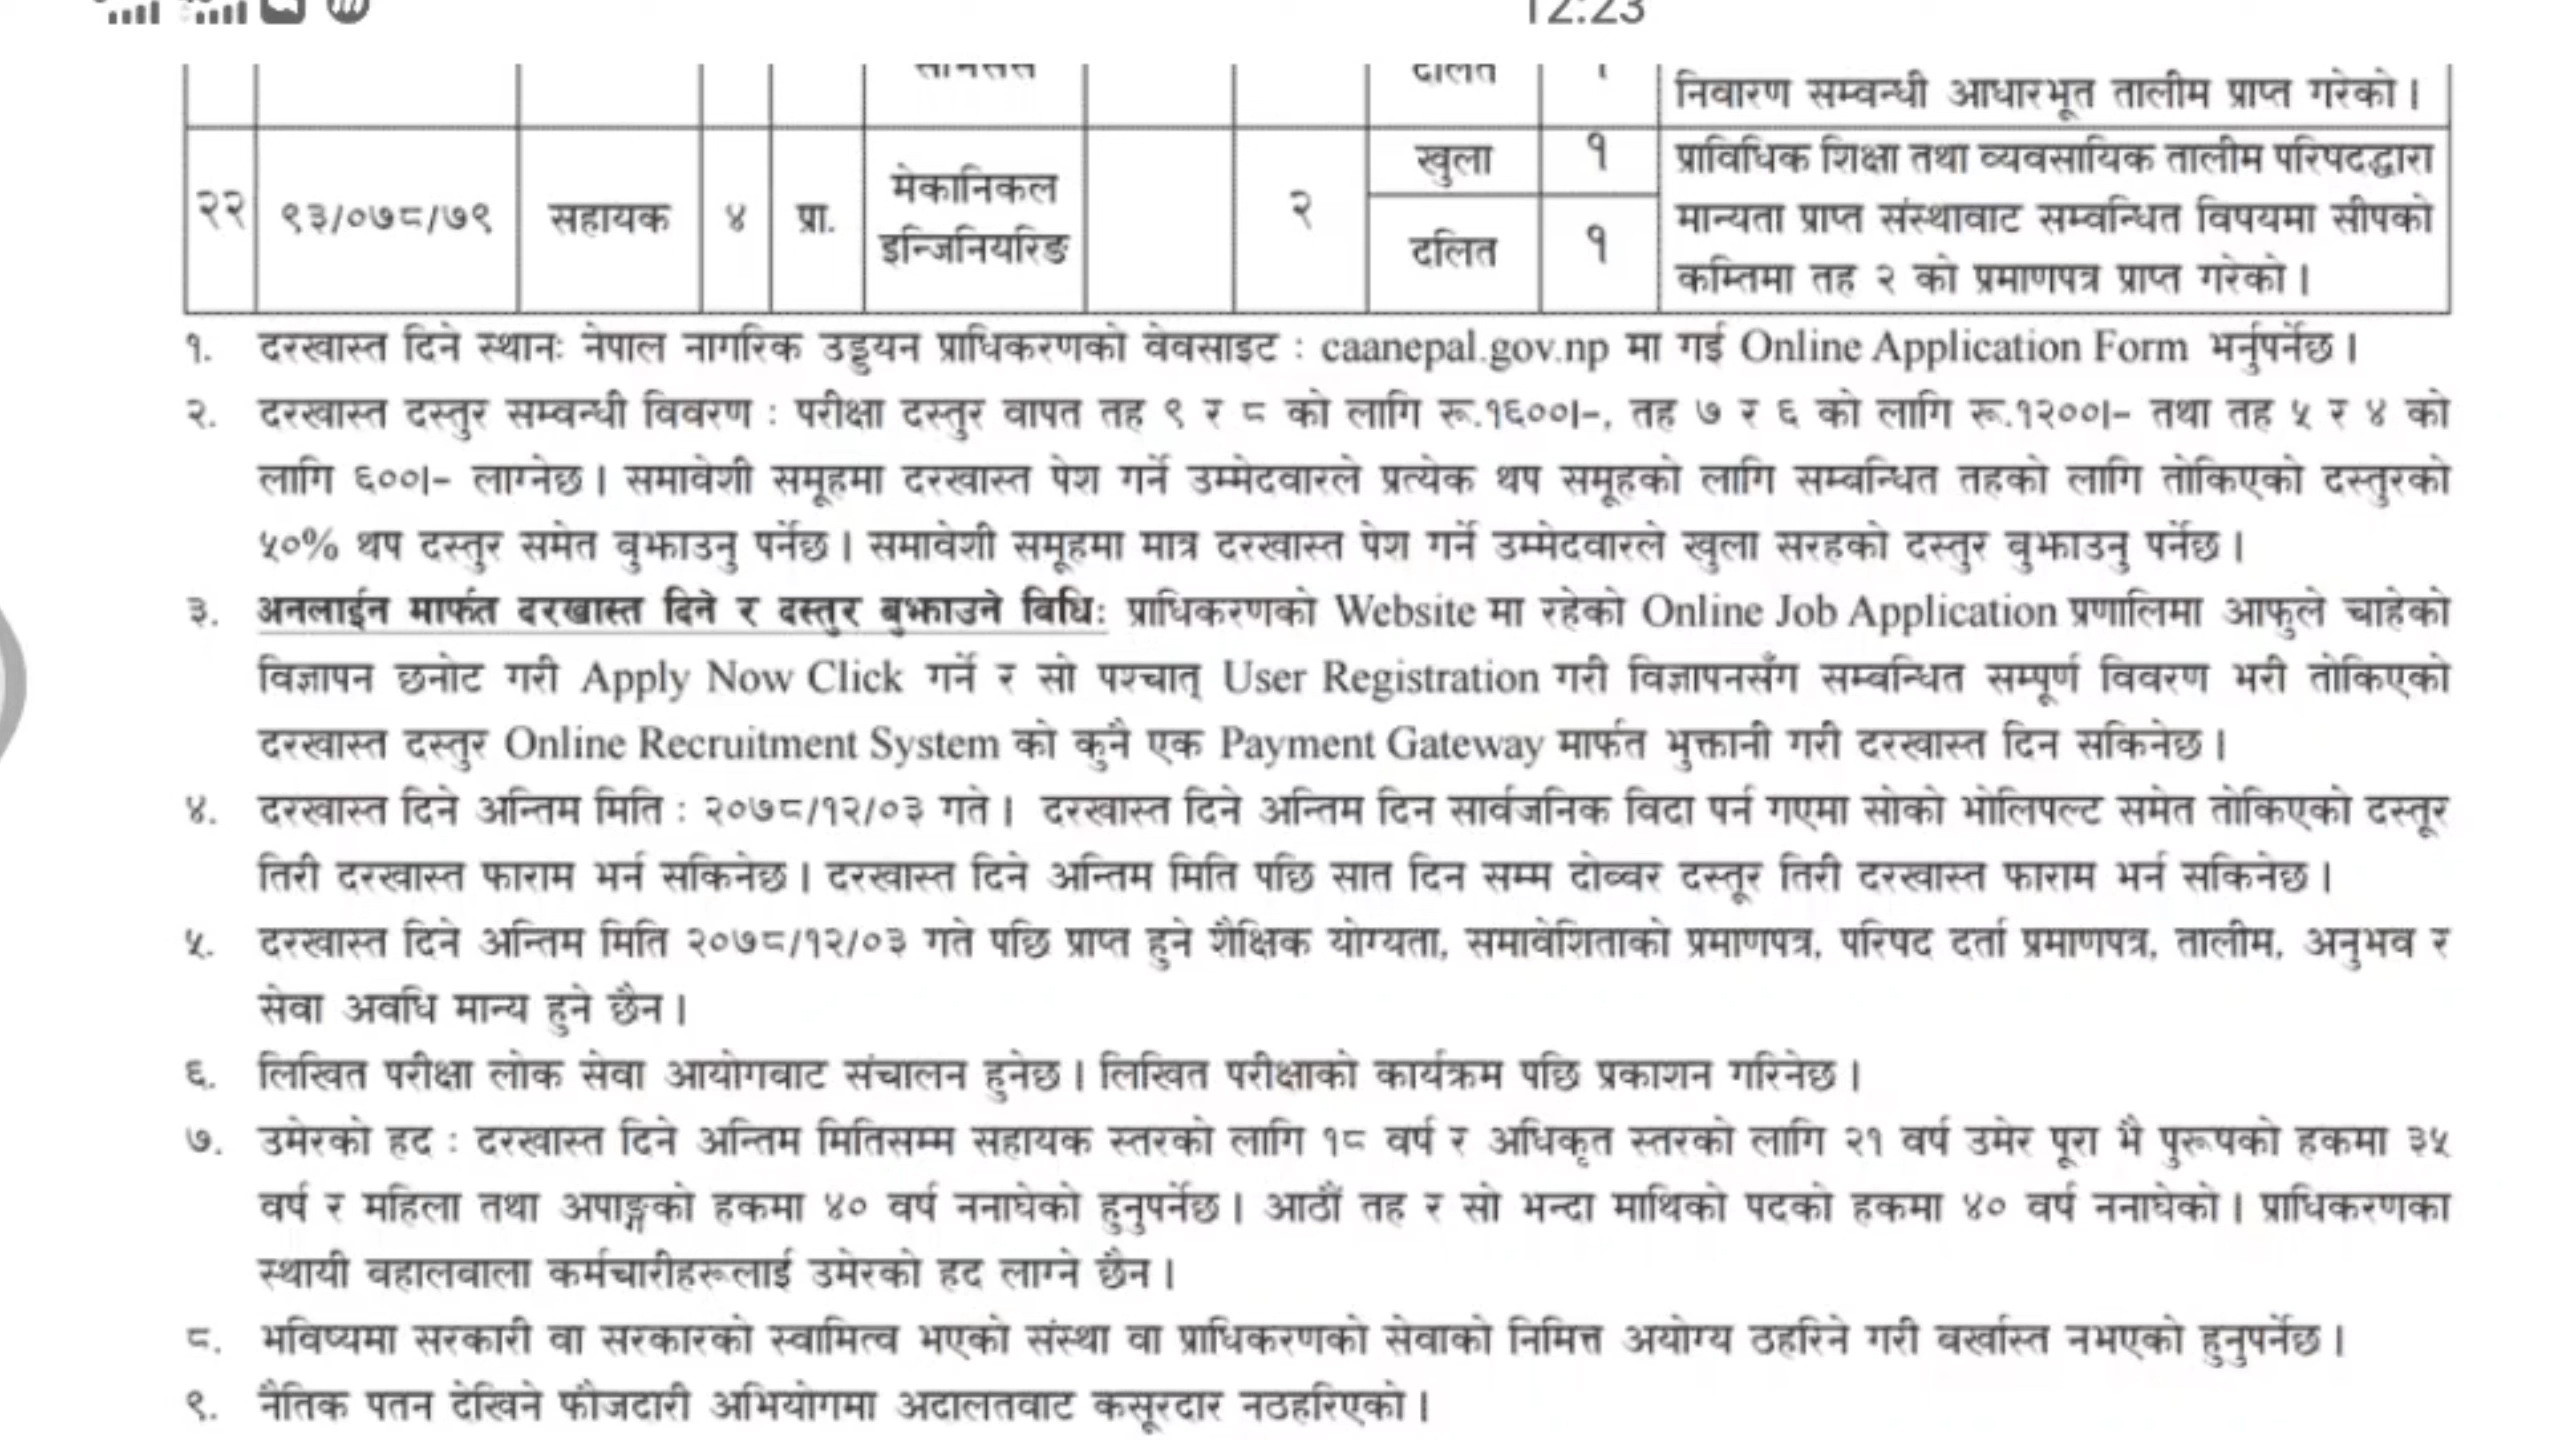 12:23
दलित १
निवारण सम्वन्धी आधारभूत तालीम प्राप्त गरेको ।
२२ ९३/०७८/७९ सहायक ४ प्रा. मेकानिकल इन्जिनियरिङ २
खुला १
दलित १
प्राविधिक शिक्षा तथा व्यवसायिक तालीम परिषदद्धारा
मान्यता प्राप्त संस्थावाट सम्वन्धित विषयमा सीपको
कम्तिमा तह २ को प्रमाणपत्र प्राप्त गरेको ।
१. दरखास्त दिने स्थानः नेपाल नागरिक उड्डयन प्राधिकरणको वेवसाइट : caanepal.gov.np मा गई Online Application Form भर्नुपर्नेछ ।
२. दरखास्त दस्तुर सम्वन्धी विवरण : परीक्षा दस्तुर वापत तह ९ र ८ को लागि रू.१६००।-, तह ७ र ६ को लागि रू.१२००।- तथा तह ५ र ४ को
लागि ६००।- लाग्नेछ । समावेशी समूहमा दरखास्त पेश गर्ने उम्मेदवारले प्रत्येक थप समूहको लागि सम्वन्धित तहको लागि तोकिएको दस्तुरको
५०% थप दस्तुर समेत वुझाउनु पर्नेछ । समावेशी समूहमा मात्र दरखास्त पेश गर्ने उम्मेदवारले खुला सरहको दस्तुर वुझाउनु पर्नेछ ।
३. अनलाईन मार्फत दरखास्त दिने र दस्तुर बुझाउने विधिः प्राधिकरणको Website मा रहेको Online Job Application प्रणालिमा आफुले चाहेको
विज्ञापन छनोट गरी Apply Now Click गर्ने र सो पश्चात् User Registration गरी विज्ञापनसँग सम्वन्धित सम्पूर्ण विवरण भरी तोकिएको
दरखास्त दस्तुर Online Recruitment System को कुनै एक Payment Gateway मार्फत भुक्तानी गरी दरखास्त दिन सकिनेछ ।
४. दरखास्त दिने अन्तिम मिति : २०७८/१२/०३ गते । दरखास्त दिने अन्तिम दिन सार्वजनिक विदा पर्न गएमा सोको भोलिपल्ट समेत तोकिएको दस्तूर
तिरी दरखास्त फाराम भर्न सकिनेछ । दरखास्त दिने अन्तिम मिति पछि सात दिन सम्म दोव्वर दस्तूर तिरी दरखास्त फाराम भर्न सकिनेछ ।
५. दरखास्त दिने अन्तिम मिति २०७८/१२/०३ गते पछि प्राप्त हुने शैक्षिक योग्यता, समावेशिताको प्रमाणपत्र, परिषद दर्ता प्रमाणपत्र, तालीम, अनुभव र
सेवा अवधि मान्य हुने छैन ।
६. लिखित परीक्षा लोक सेवा आयोगवाट संचालन हुनेछ । लिखित परीक्षाको कार्यक्रम पछि प्रकाशन गरिनेछ ।
७. उमेरको हद : दरखास्त दिने अन्तिम मितिसम्म सहायक स्तरको लागि १८ वर्ष र अधिकृत स्तरको लागि २१ वर्ष उमेर पूरा भै पुरूषको हकमा ३५
वर्ष र महिला तथा अपाङ्गको हकमा ४० वर्ष ननाघेको हुनुपर्नेछ । आठौं तह र सो भन्दा माथिको पदको हकमा ४० वर्ष ननाघेको । प्राधिकरणका
स्थायी वहालवाला कर्मचारीहरूलाई उमेरको हद लाग्ने छैन ।
८. भविष्यमा सरकारी वा सरकारको स्वामित्व भएको संस्था वा प्राधिकरणको सेवाको निमित्त अयोग्य ठहरिने गरी वर्खास्त नभएको हुनुपर्नेछ ।
९. नैतिक पतन देखिने फौजदारी अभियोगमा अदालतवाट कसूरदार नठहरिएको ।